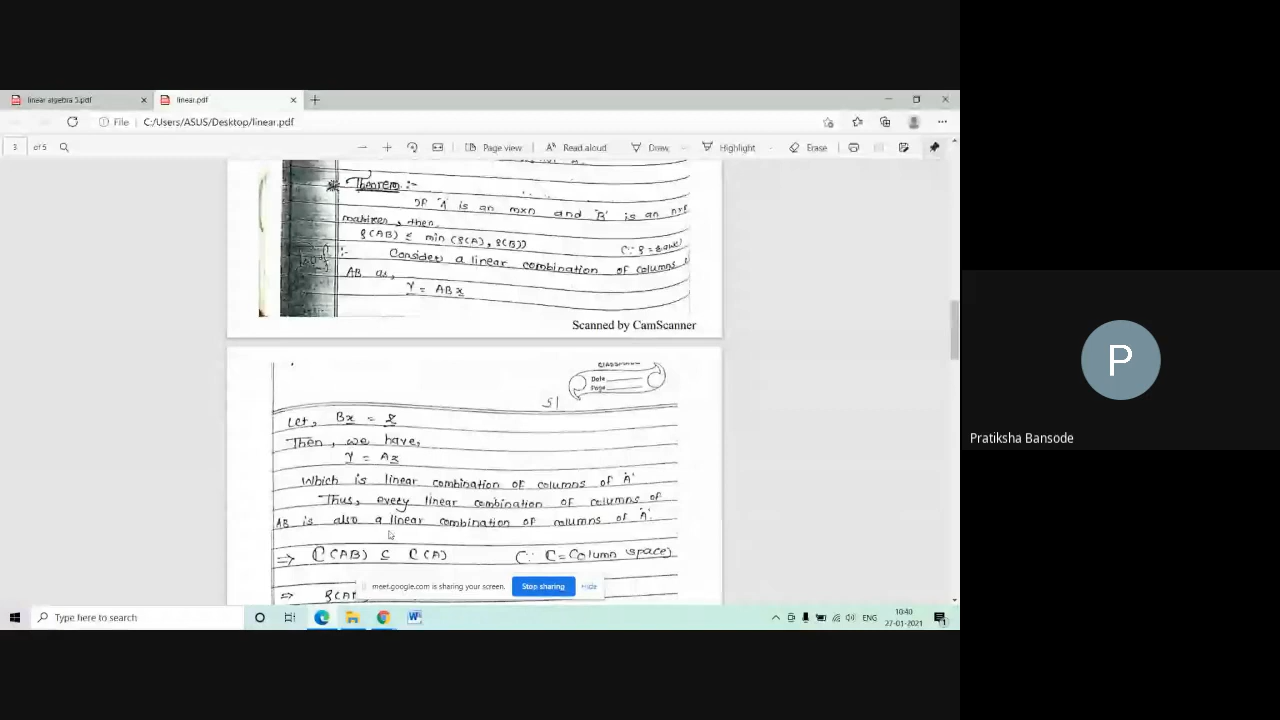 linear algebra 5.pdf
linear.pdf
File
C:/Users/ASUS/Desktop/linear.pdf
3 of 5
Page view
Read aloud
Draw
Highlight
Erase
Theorem :-
If 'A' is an mxn and 'B' is an
, then
ρ(AB) ≤ min (ρ(A), ρ(B))
Consider a linear combination of columns
AB as,
Y = ABx
Scanned by CamScanner
Date
Page
51
Let, Bx = z
Then, we have,
Y = Az
Which is linear combination of columns of 'A'
Thus, every linear combination of columns of
AB is also a linear combination of columns of 'A'.
⇒ C(AB) ⊆ C(A) (∵ C = Column space)
⇒
meet.google.com is sharing your screen.
Stop sharing
Hide
Type here to search
ENG
10:40
27-01-2021
P
Pratiksha Bansode